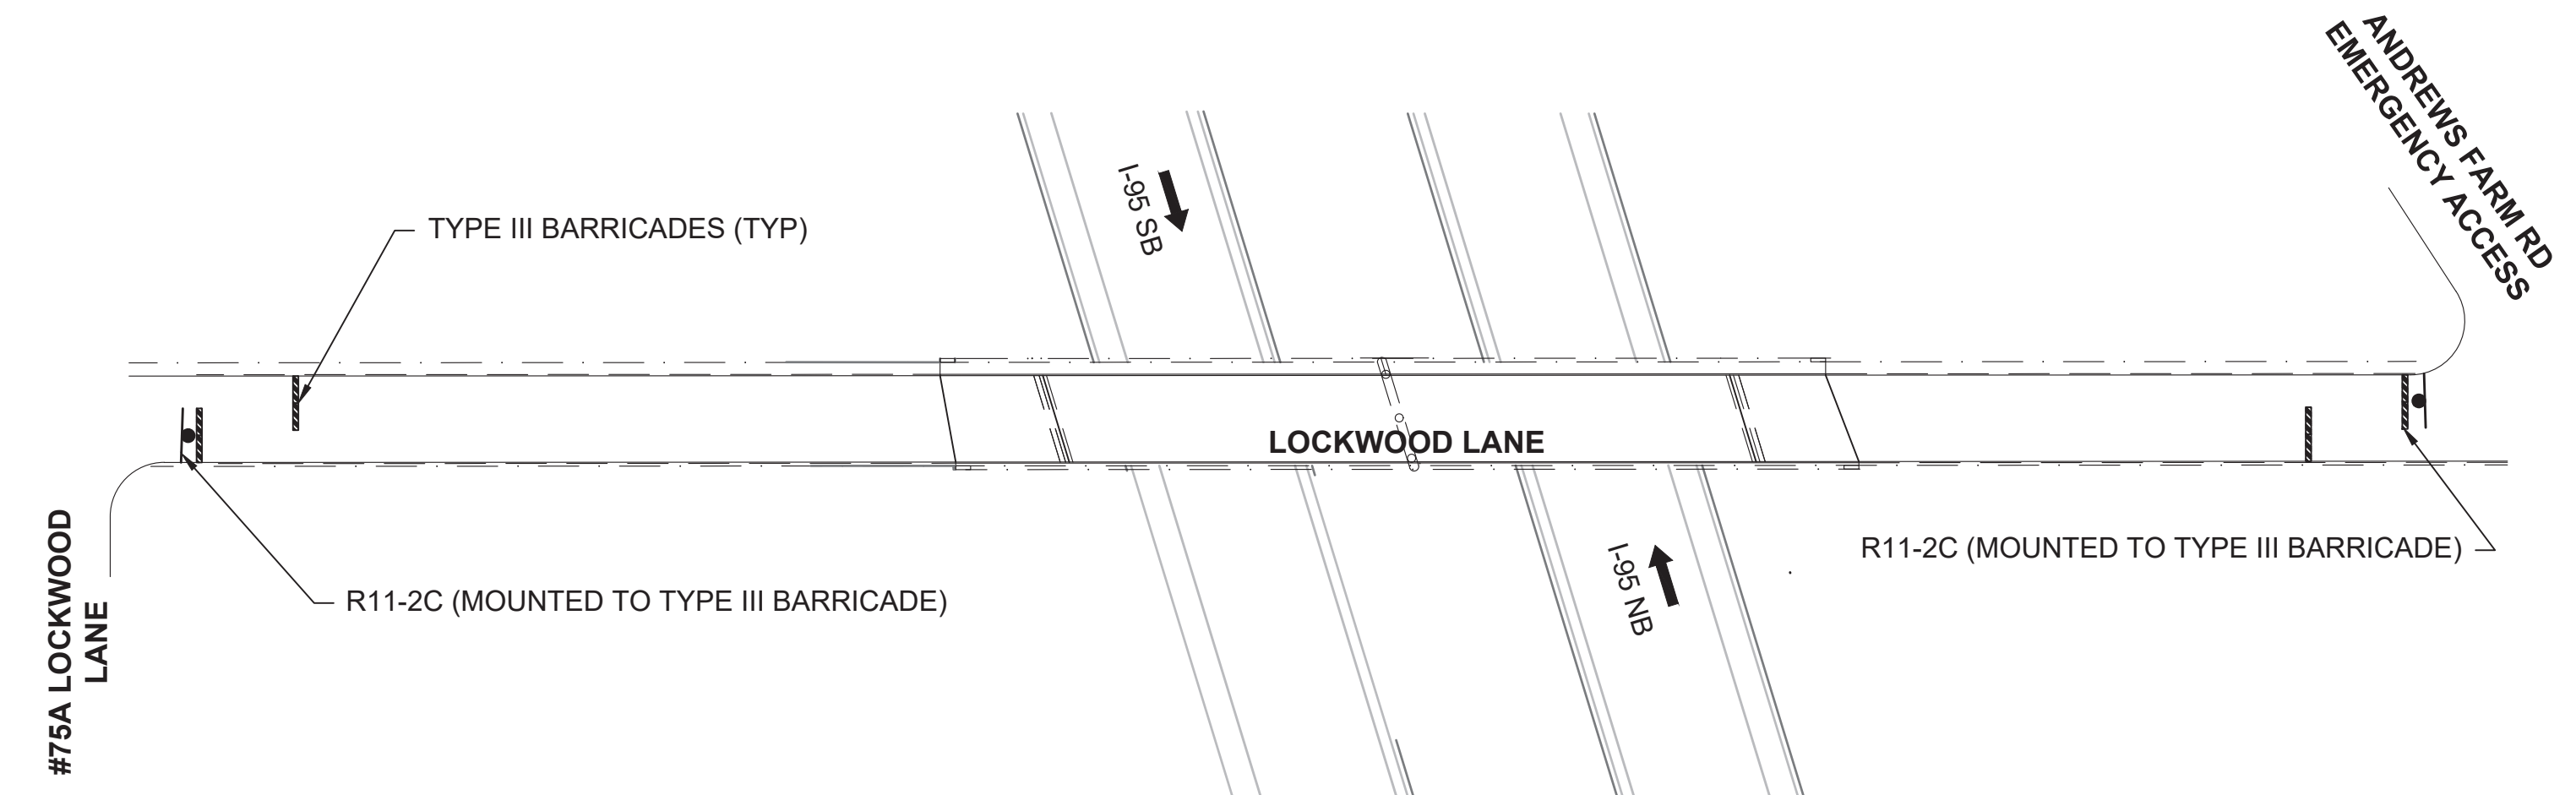 ANDREWS FARM RD
EMERGENCY ACCESS
I-95 SB
TYPE III BARRICADES (TYP)
LOCKWOOD LANE
R11-2C (MOUNTED TO TYPE III BARRICADE)
I-95 NB
R11-2C (MOUNTED TO TYPE III BARRICADE)
#75A LOCKWOOD
LANE